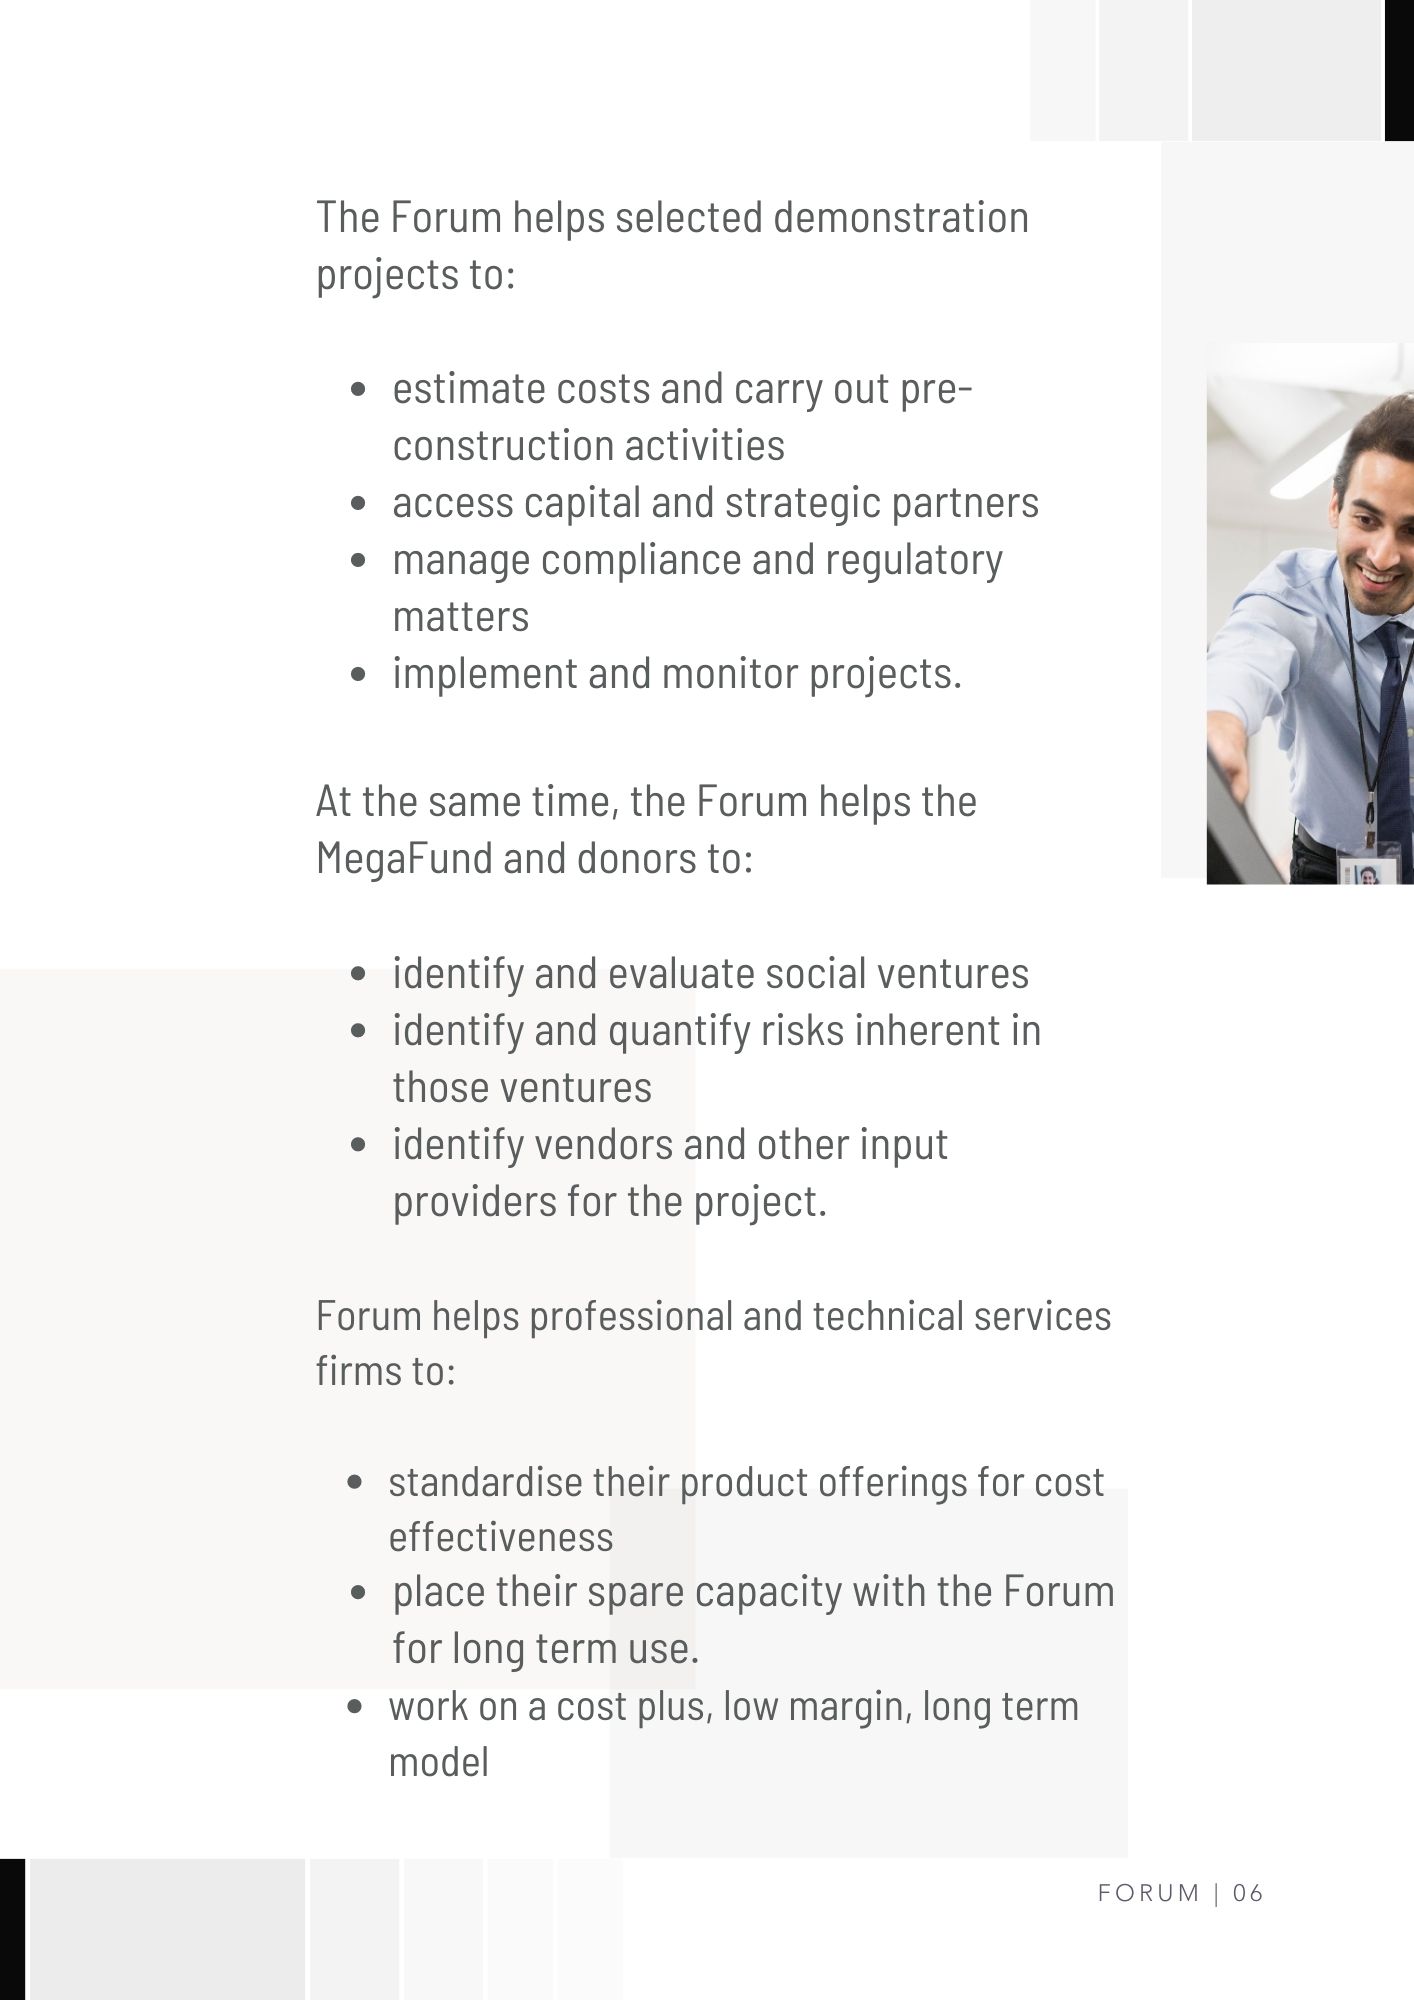 The Forum helps selected demonstration
projects to:
• estimate costs and carry out pre-
construction activities
• access capital and strategic partners
• manage compliance and regulatory
matters
• implement and monitor projects.
At the same time, the Forum helps the
MegaFund and donors to:
• identify and evaluate social ventures
• identify and quantify risks inherent in
those ventures
• identify vendors and other input
providers for the project.
Forum helps professional and technical services
firms to:
• standardise their product offerings for cost
effectiveness
• place their spare capacity with the Forum
for long term use.
• work on a cost plus, low margin, long term
model
FORUM | 06